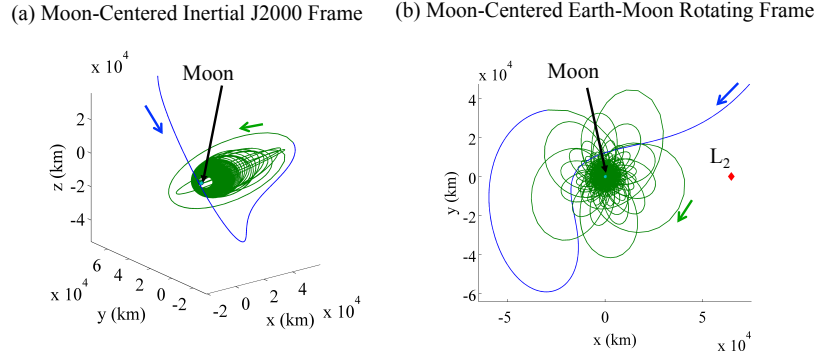 (a) Moon-Centered Inertial J2000 Frame
(b) Moon-Centered Earth-Moon Rotating Frame
x 10^4
Moon
2
0
-2
-4
z (km)
6
4
2
0
-2
x 10^4
y (km)
-2
0
2
4
x 10^4
x (km)
x 10^4
Moon
L_2
4
2
0
-2
-4
-6
y (km)
-5
0
5
x 10^4
x (km)